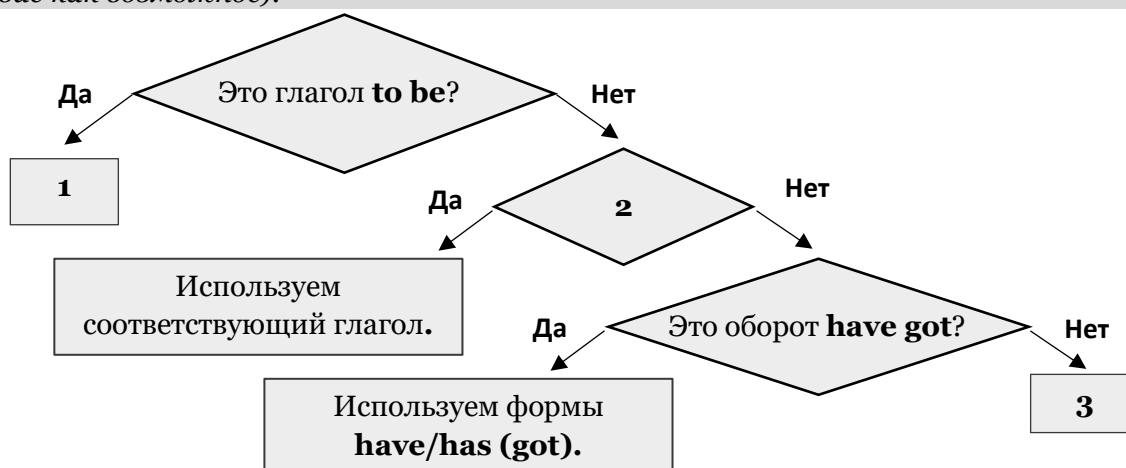 Это глагол to be?
Да
Нет
1
2
Да
Нет
Используем
соответствующий глагол.
Это оборот have got?
Да
Нет
Используем формы
have/has (got).
3